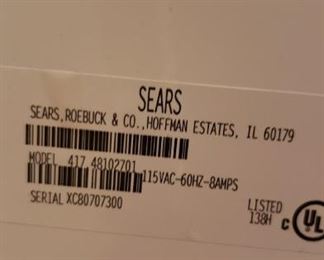 SEARS
SEARS,ROEBUCK & CO.,HOFFMAN ESTATES, IL 60179
MODEL 417 48102701
115VAC-60HZ-8AMPS
SERIAL XC80707300
LISTED
138H
C UL